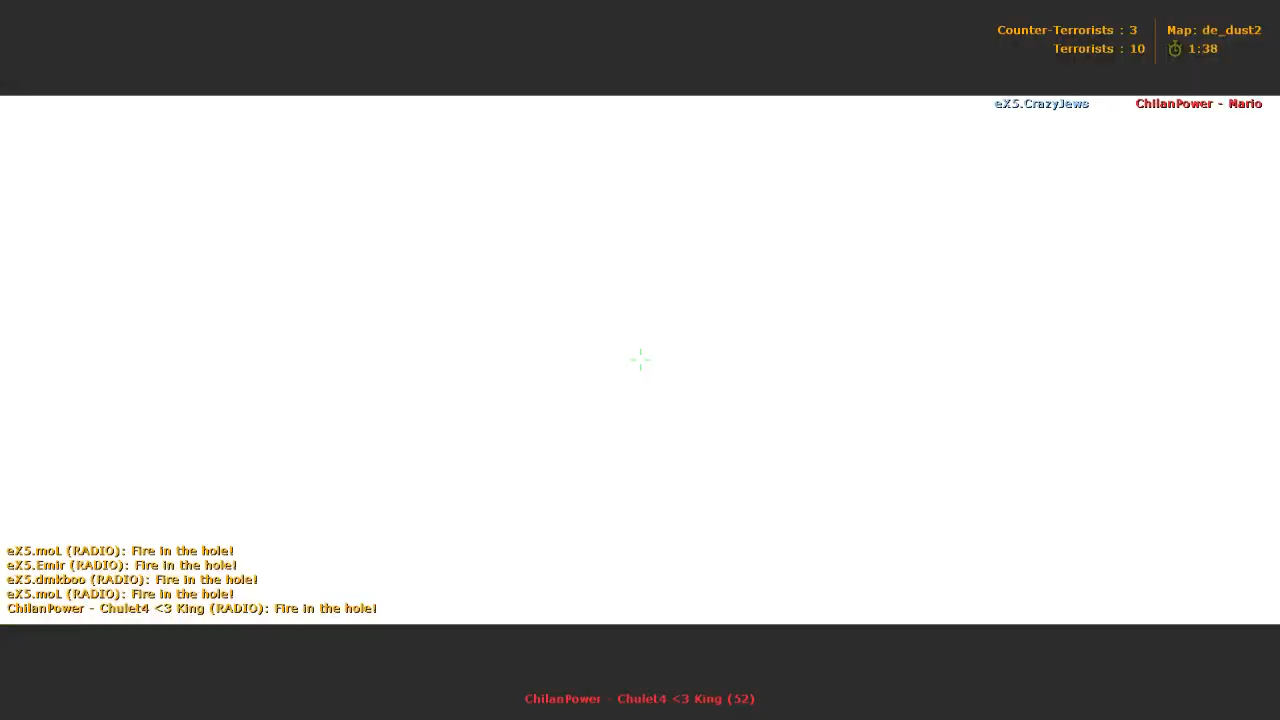 Counter-Terrorists : 3
Terrorists : 10
Map: de_dust2
1:38
eX5.CrazyJews ChilanPower - Mario
eX5.moL (RADIO): Fire in the hole!
eX5.Emir (RADIO): Fire in the hole!
eX5.dmkboo (RADIO): Fire in the hole!
eX5.moL (RADIO): Fire in the hole!
ChilanPower - Chulet4 <3 King (RADIO): Fire in the hole!
ChilanPower - Chulet4 <3 King (52)